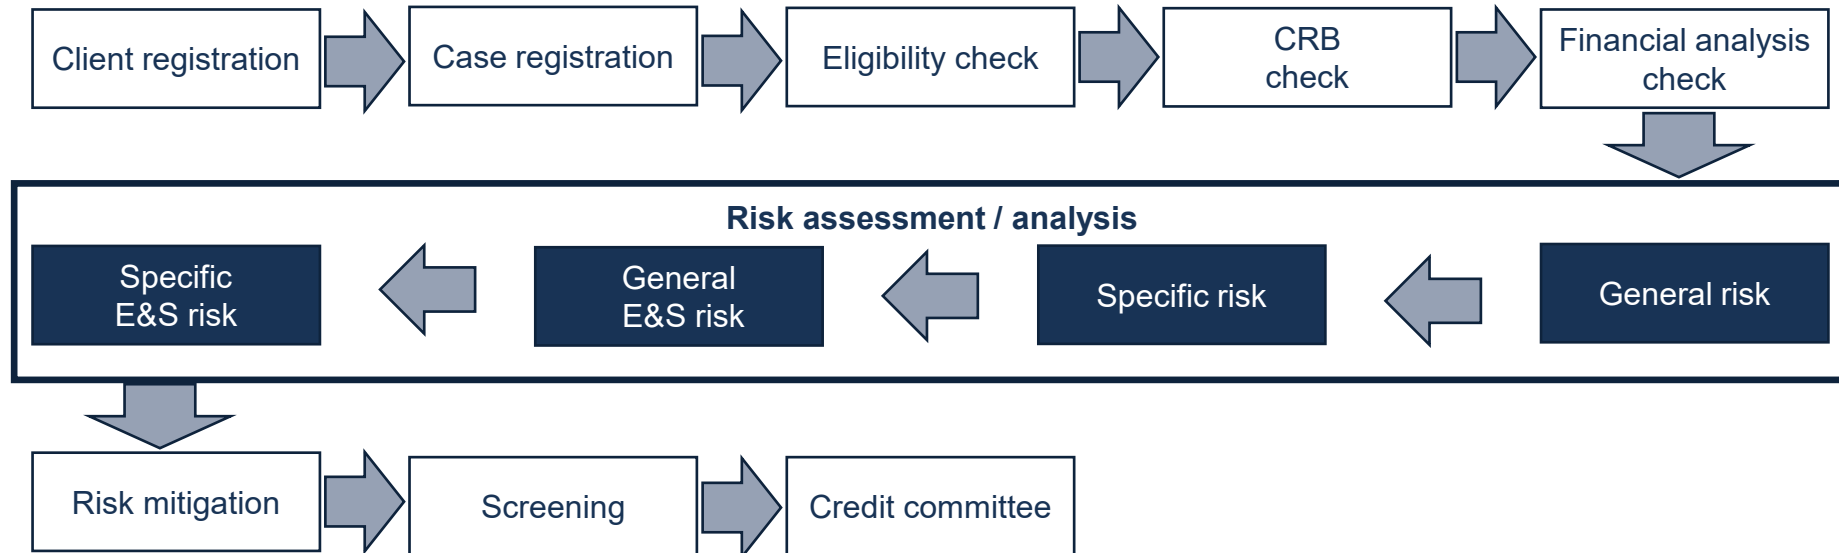 Client registration
Case registration
Eligibility check
CRB
check
Financial analysis
check
Risk assessment / analysis
Specific
E&S risk
General
E&S risk
Specific risk
General risk
Risk mitigation
Screening
Credit committee